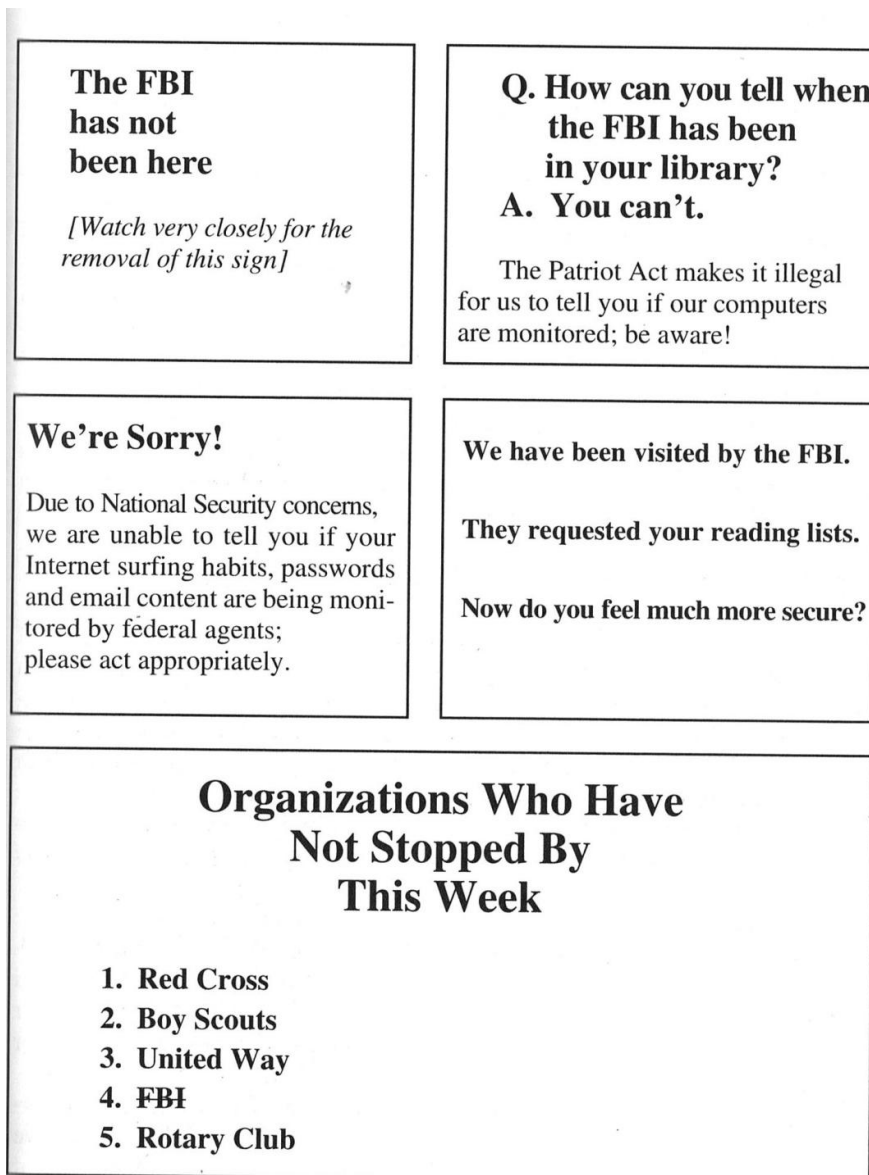 The FBI
has not
been here
[Watch very closely for the
removal of this sign]
Q. How can you tell when
the FBI has been
in your library?
A. You can't.
The Patriot Act makes it illegal
for us to tell you if our computers
are monitored; be aware!
We're Sorry!
Due to National Security concerns,
we are unable to tell you if your
Internet surfing habits, passwords
and email content are being moni-
tored by federal agents;
please act appropriately.
We have been visited by the FBI.
They requested your reading lists.
Now do you feel much more secure?
Organizations Who Have
Not Stopped By
This Week
1. Red Cross
2. Boy Scouts
3. United Way
4. FBI
5. Rotary Club